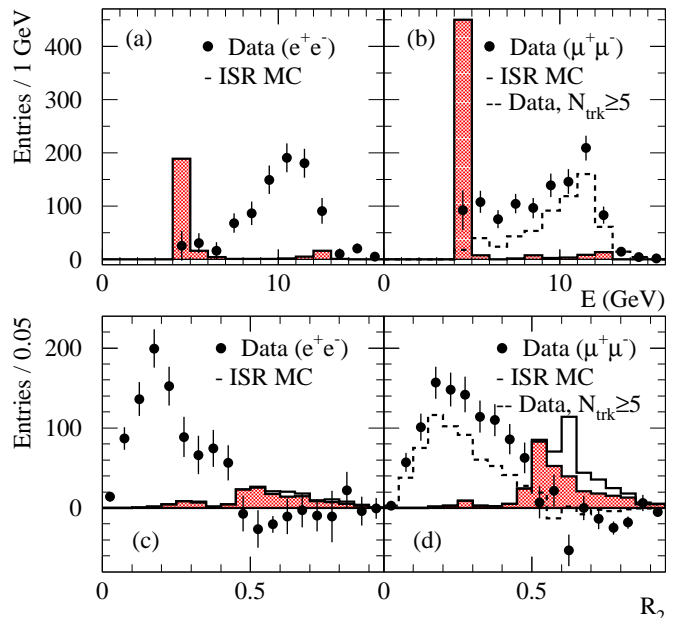 Entries / 1 GeV
400
300
200
100
0
(a)
Data (e⁺e⁻)
- ISR MC
(b)
Data (μ⁺μ⁻)
- ISR MC
-- Data, N_trk≥5
0
10
0
10
E (GeV)
Entries / 0.05
200
100
0
Data (e⁺e⁻)
- ISR MC
(c)
Data (μ⁺μ⁻)
- ISR MC
-- Data, N_trk≥5
(d)
0
0.5
0
0.5
R₂